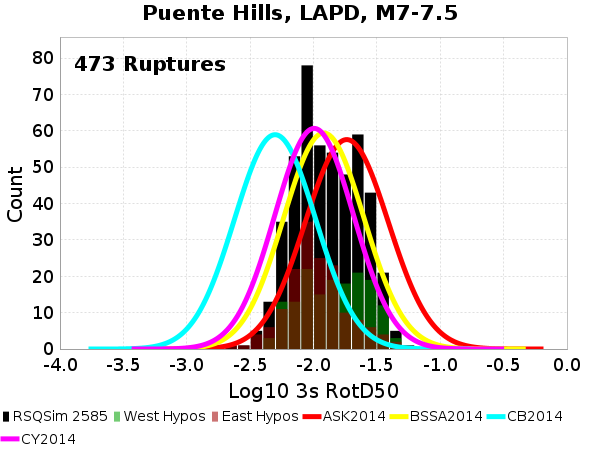 Puente Hills, LAPD, M7-7.5
473 Ruptures
Count
80
70
60
50
40
30
20
10
0
-4.0 -3.5 -3.0 -2.5 -2.0 -1.5 -1.0 -0.5 0.0
Log10 3s RotD50
RSQSim 2585 West Hypos East Hypos ASK2014 BSSA2014 CB2014
CY2014